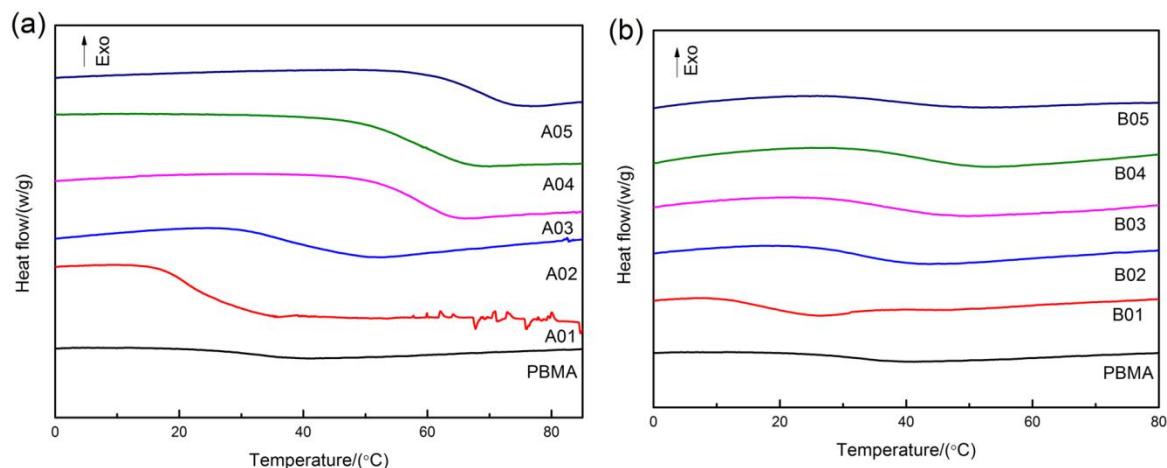 (a)
Exo
A05
A04
A03
A02
A01
PBMA
Heat flow/(w/g)
0 20 40 60 80
Temperature/(°C)
(b)
Exo
B05
B04
B03
B02
B01
PBMA
Heat flow/(w/g)
0 20 40 60 80
Temperature/(°C)